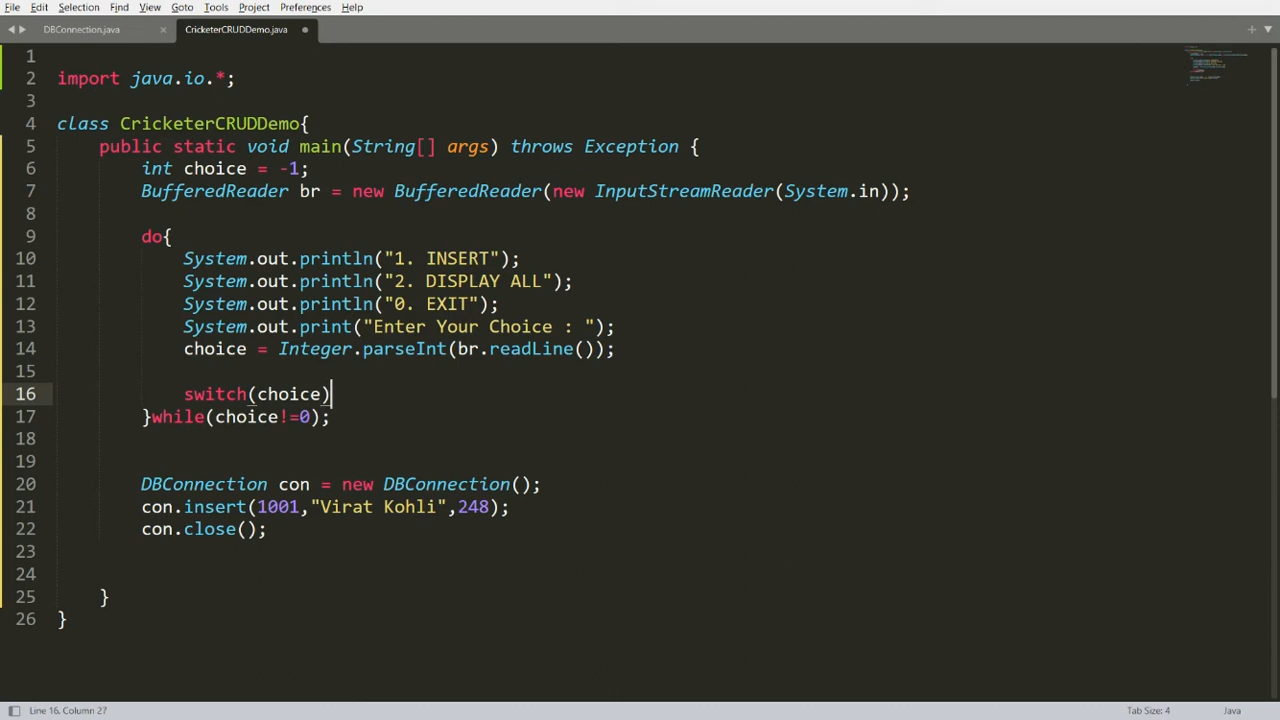 File Edit Selection Find View Goto Tools Project Preferences Help
DBConnection.java × CricketerCRUDDemo.java
1
2 import java.io.*;
3
4 class CricketerCRUDDemo{
5 public static void main(String[] args) throws Exception {
6 int choice = -1;
7 BufferedReader br = new BufferedReader(new InputStreamReader(System.in));
8
9 do{
10 System.out.println("1. INSERT");
11 System.out.println("2. DISPLAY ALL");
12 System.out.println("0. EXIT");
13 System.out.print("Enter Your Choice : ");
14 choice = Integer.parseInt(br.readLine());
15
16 switch(choice)
17 }while(choice!=0);
18
19
20 DBConnection con = new DBConnection();
21 con.insert(1001,"Virat Kohli",248);
22 con.close();
23
24
25 }
26 }
Line 16, Column 27 Tab Size: 4 Java